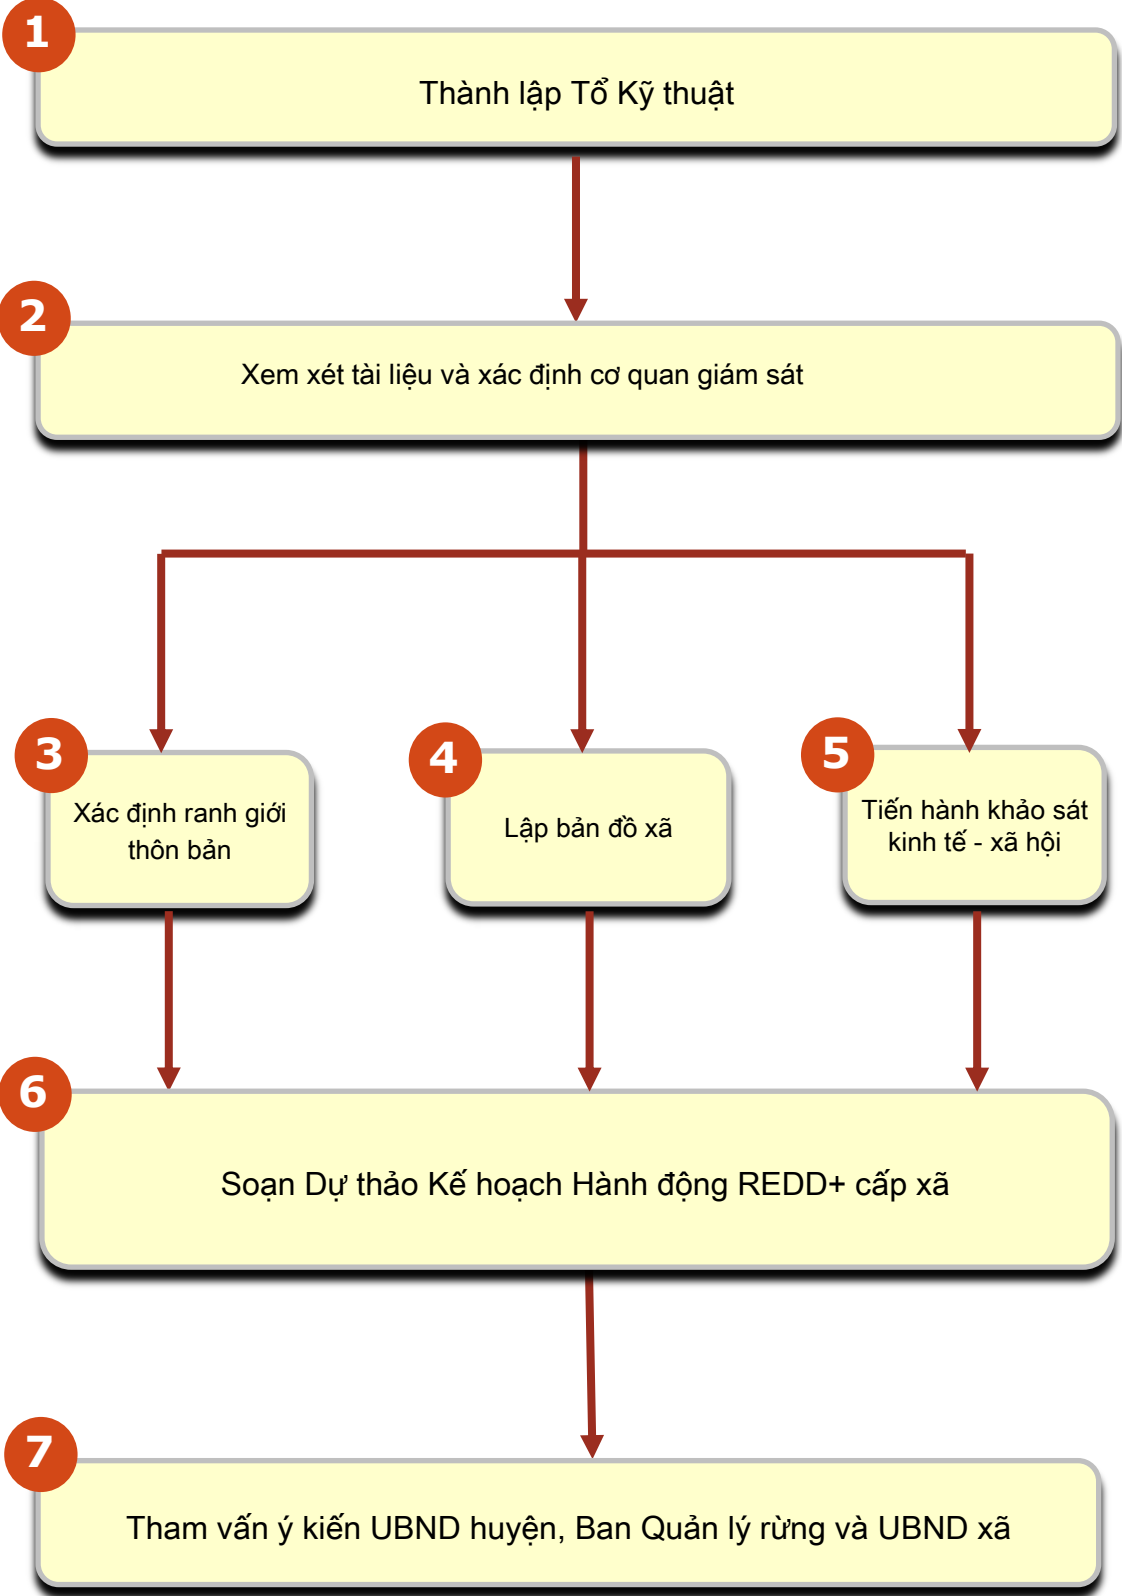 1
Thành lập Tổ Kỹ thuật
2
Xem xét tài liệu và xác định cơ quan giám sát
3
Xác định ranh giới
thôn bản
4
Lập bản đồ xã
5
Tiến hành khảo sát
kinh tế - xã hội
6
Soạn Dự thảo Kế hoạch Hành động REDD+ cấp xã
7
Tham vấn ý kiến UBND huyện, Ban Quản lý rừng và UBND xã